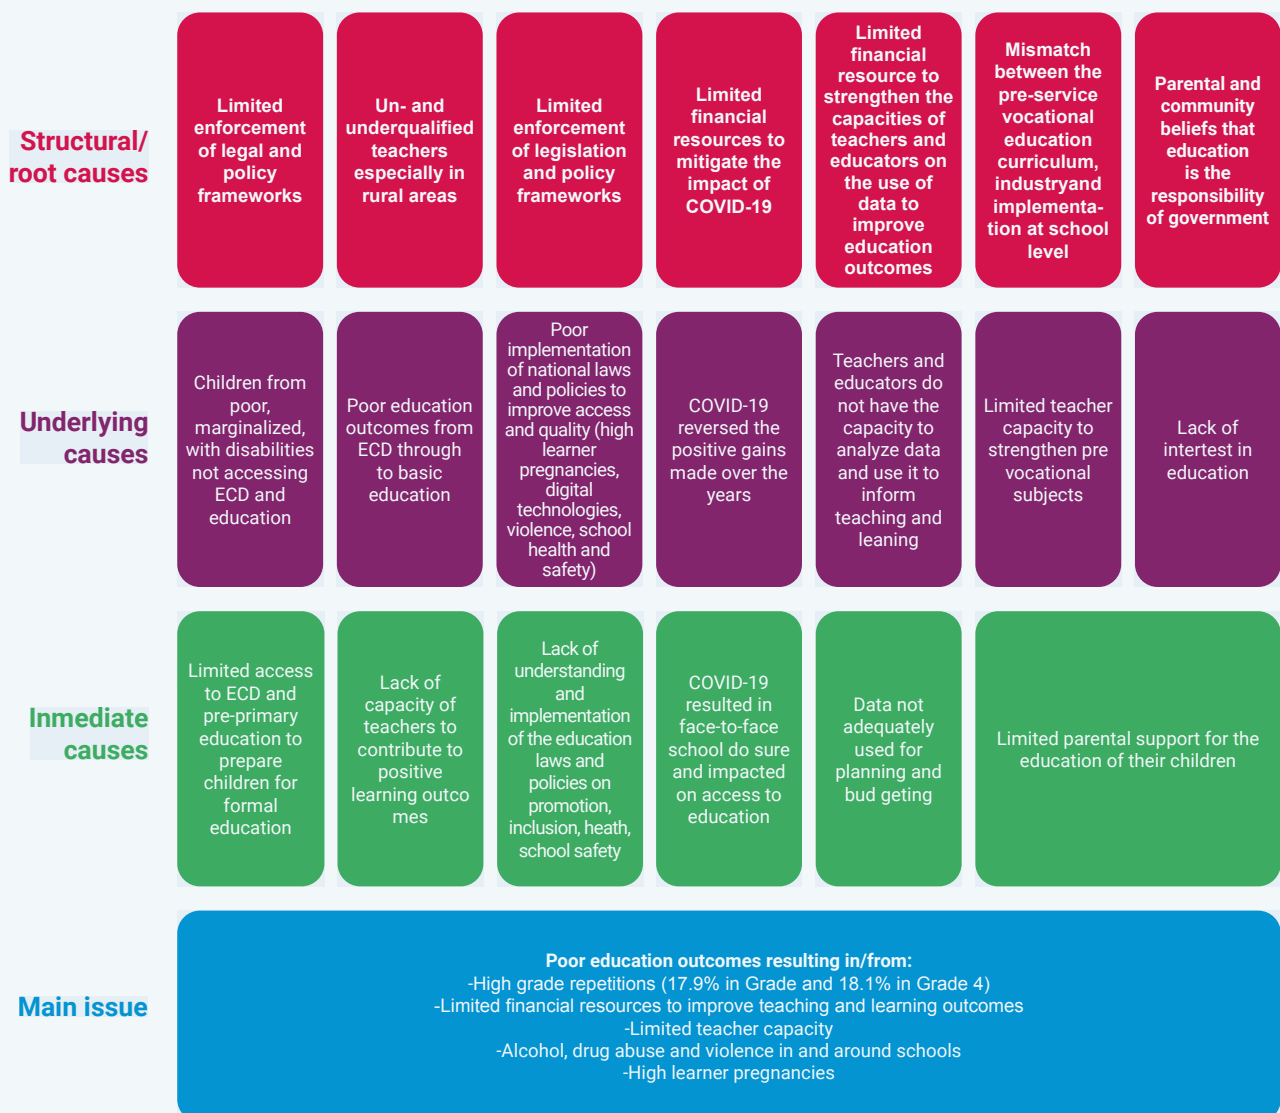 Structural/
root causes
Limited
enforcement
of legal and
policy
frameworks
Un- and
underqualified
teachers
especially in
rural areas
Limited
enforcement
of legislation
and policy
frameworks
Limited
financial
resources to
mitigate the
impact of
COVID-19
Limited
financial
resource to
strengthen the
capacities of
teachers and
educators on
the use of
data to
improve
education
outcomes
Mismatch
between the
pre-service
vocational
education
curriculum,
industryand
implementa-
tion at school
level
Parental and
community
beliefs that
education
is the
responsibility
of government
Underlying
causes
Children from
poor,
marginalized,
with disabilities
not accessing
ECD and
education
Poor education
outcomes from
ECD through
to basic
education
Poor
implementation
of national laws
and policies to
improve access
and quality (high
learner
pregnancies,
digital
technologies,
violence, school
health and
safety)
COVID-19
reversed the
positive gains
made over the
years
Teachers and
educators do
not have the
capacity to
analyze data
and use it to
inform
teaching and
leaning
Limited teacher
capacity to
strengthen pre
vocational
subjects
Lack of
intertest in
education
Inmediate
causes
Limited access
to ECD and
pre-primary
education to
prepare
children for
formal
education
Lack of
capacity of
teachers to
contribute to
positive
learning outco
mes
Lack of
understanding
and
implementation
of the education
laws and
policies on
promotion,
inclusion, heath,
school safety
COVID-19
resulted in
face-to-face
school do sure
and impacted
on access to
education
Data not
adequately
used for
planning and
bud geting
Limited parental support for the
education of their children
Main issue
Poor education outcomes resulting in/from:
-High grade repetitions (17.9% in Grade and 18.1% in Grade 4)
-Limited financial resources to improve teaching and learning outcomes
-Limited teacher capacity
-Alcohol, drug abuse and violence in and around schools
-High learner pregnancies